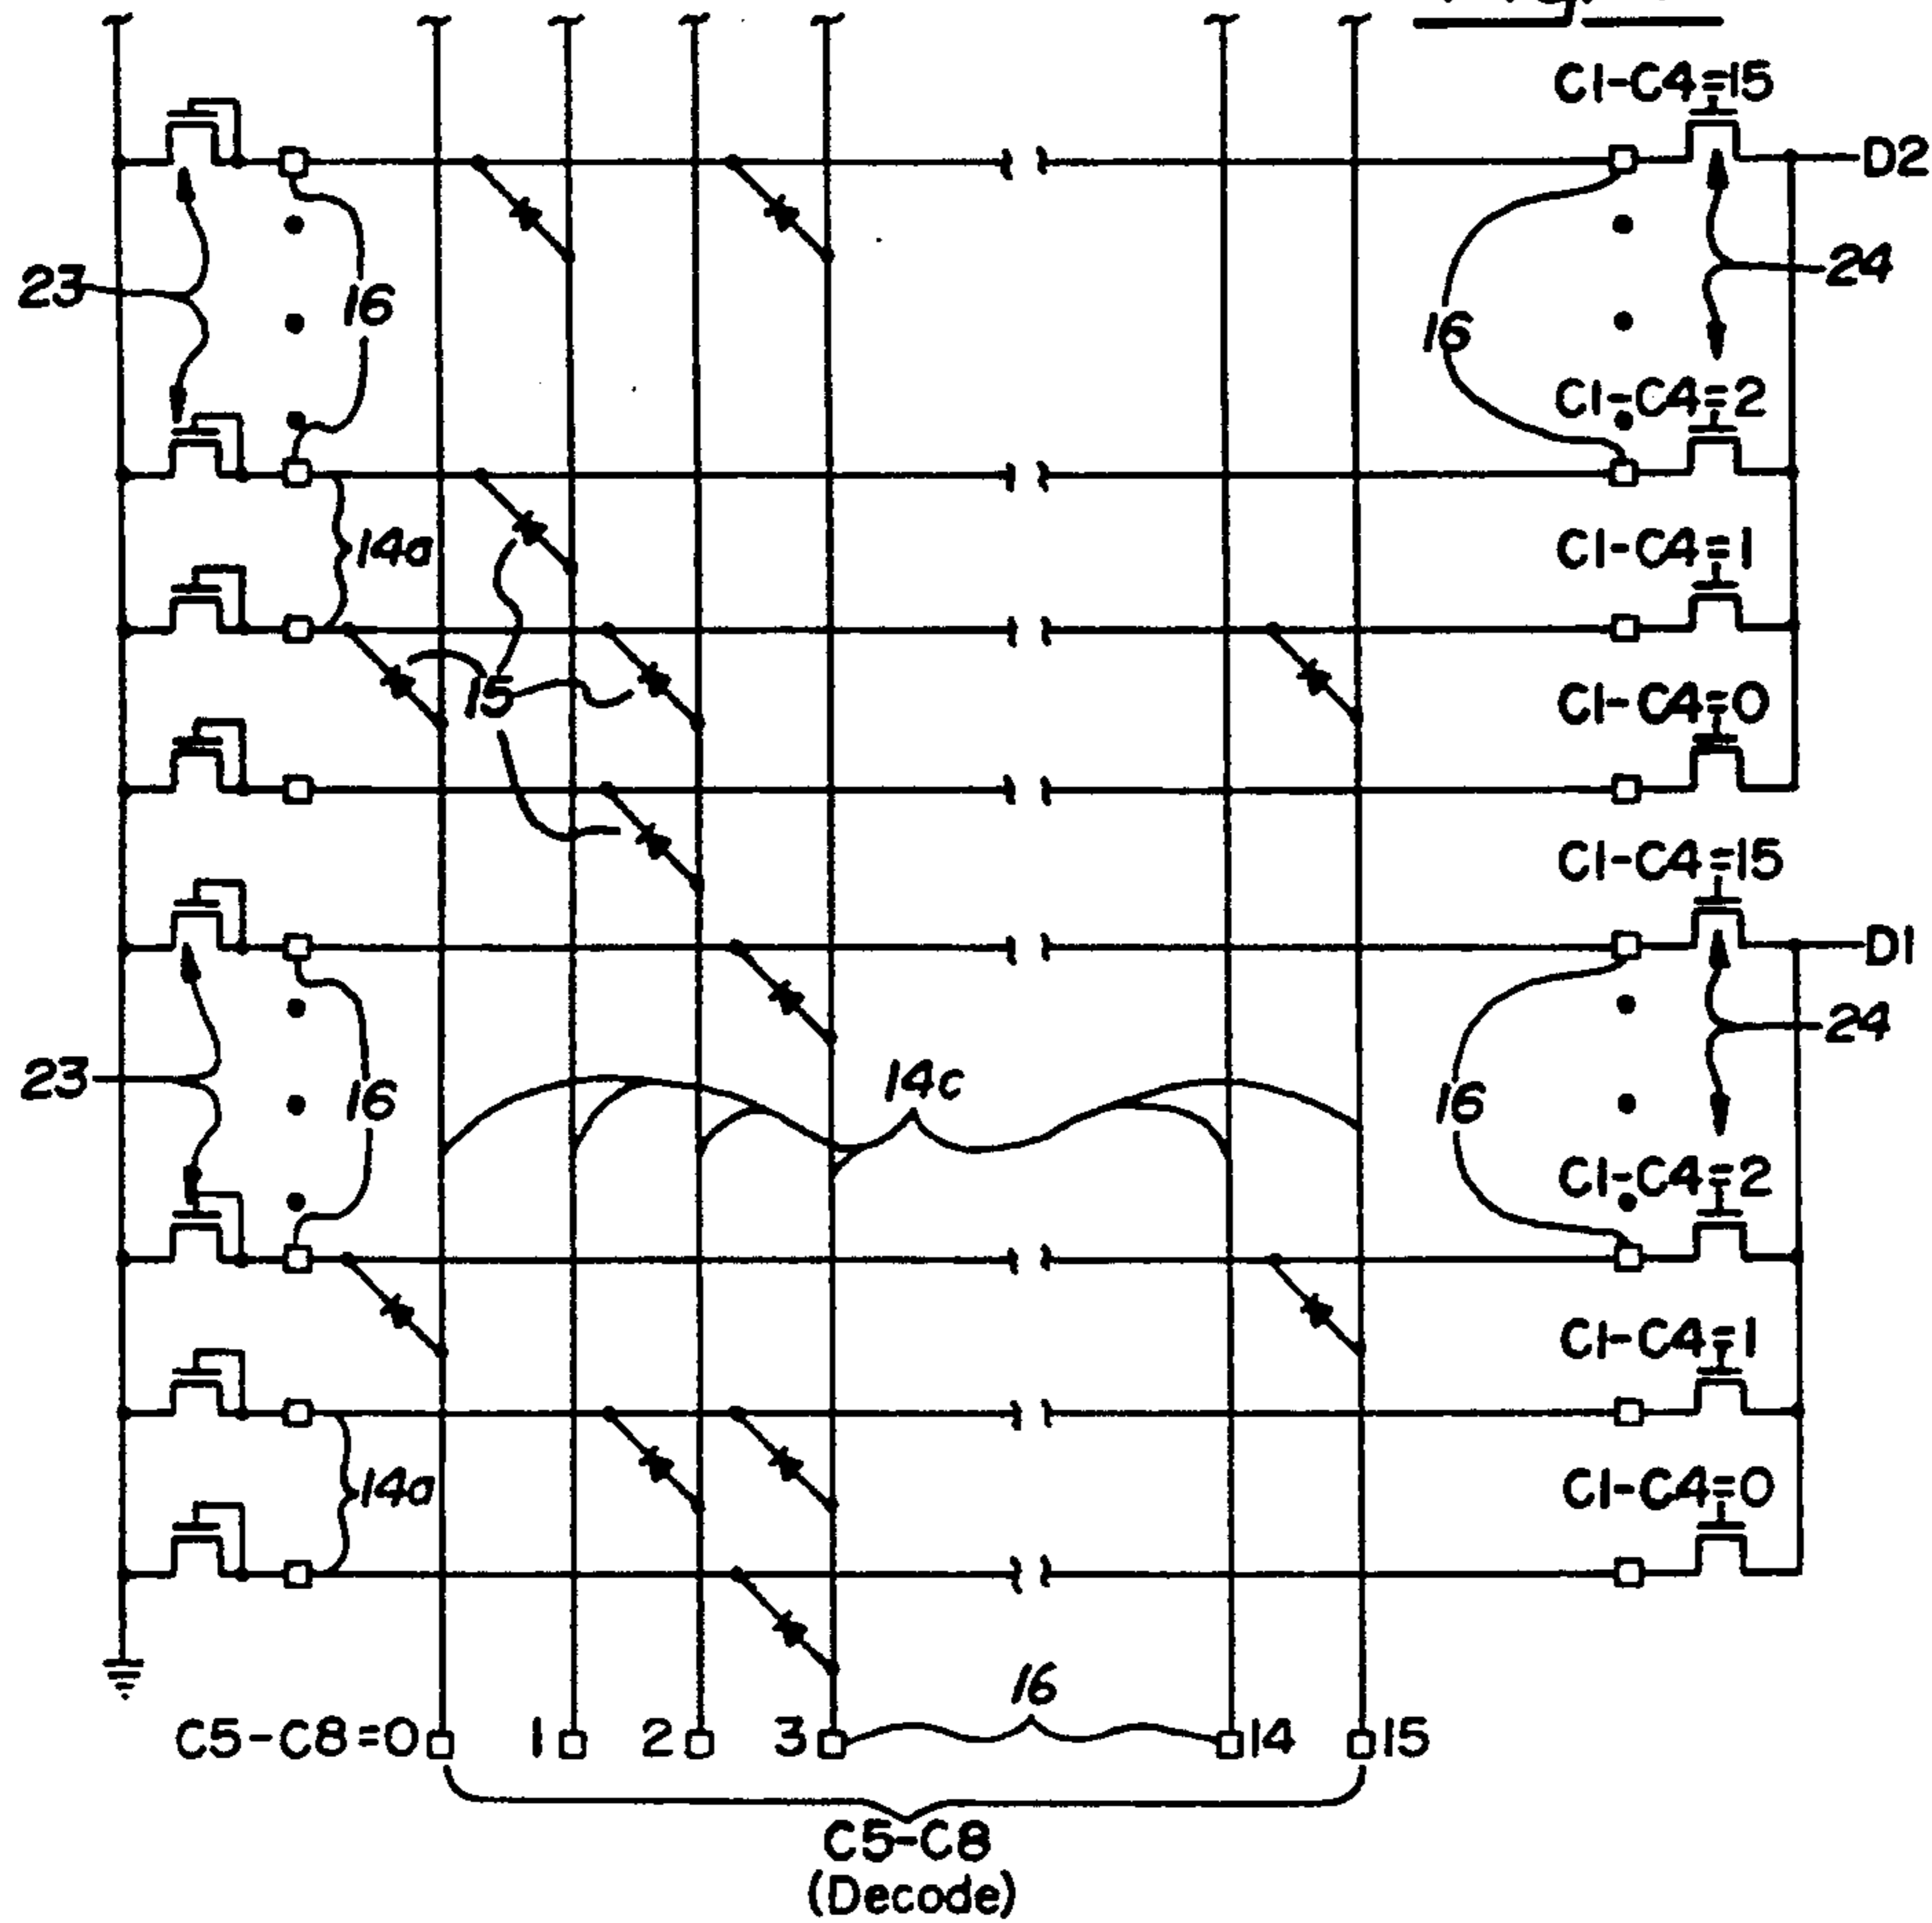 C1-C4=15
D2
23
16
16
24
C1-C4=2
14a
C1-C4=1
15
C1-C4=0
C1-C4=15
D1
23
16
14c
16
24
C1-C4=2
C1-C4=1
14a
C1-C4=0
16
C5-C8=0 1 2 3 14 15
C5-C8
(Decode)